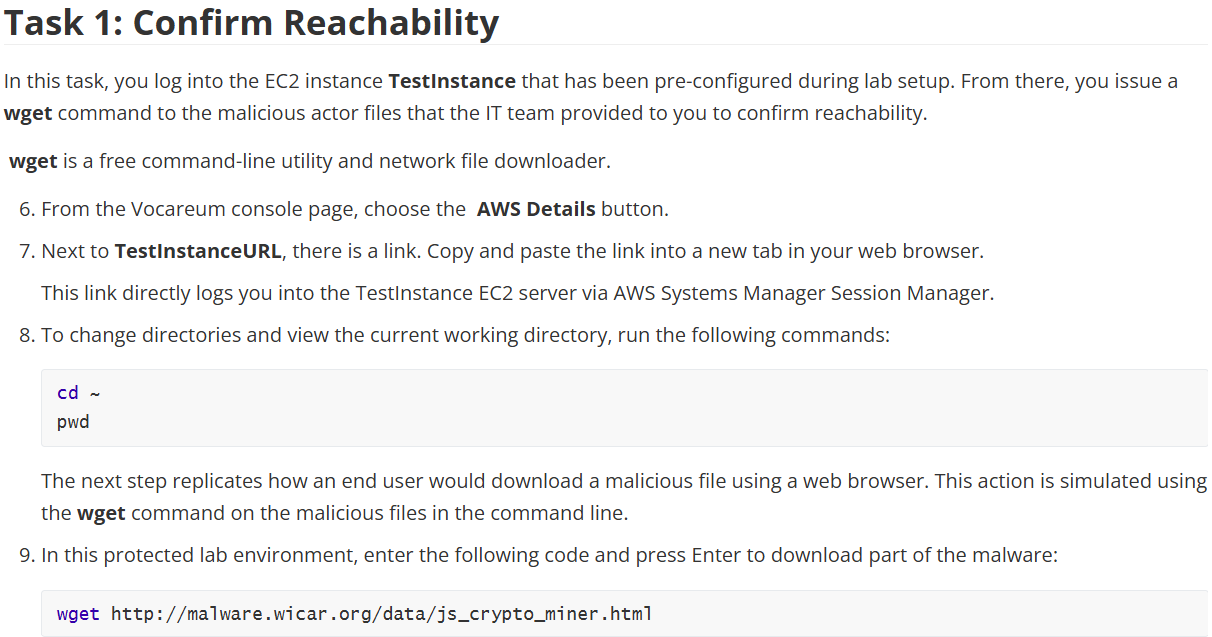 Task 1: Confirm Reachability
In this task, you log into the EC2 instance TestInstance that has been pre-configured during lab setup. From there, you issue a
wget command to the malicious actor files that the IT team provided to you to confirm reachability.
wget is a free command-line utility and network file downloader.
6. From the Vocareum console page, choose the AWS Details button.
7. Next to TestInstanceURL, there is a link. Copy and paste the link into a new tab in your web browser.
This link directly logs you into the TestInstance EC2 server via AWS Systems Manager Session Manager.
8. To change directories and view the current working directory, run the following commands:
cd ~
pwd
The next step replicates how an end user would download a malicious file using a web browser. This action is simulated using
the wget command on the malicious files in the command line.
9. In this protected lab environment, enter the following code and press Enter to download part of the malware:
wget http://malware.wicar.org/data/js_crypto_miner.html